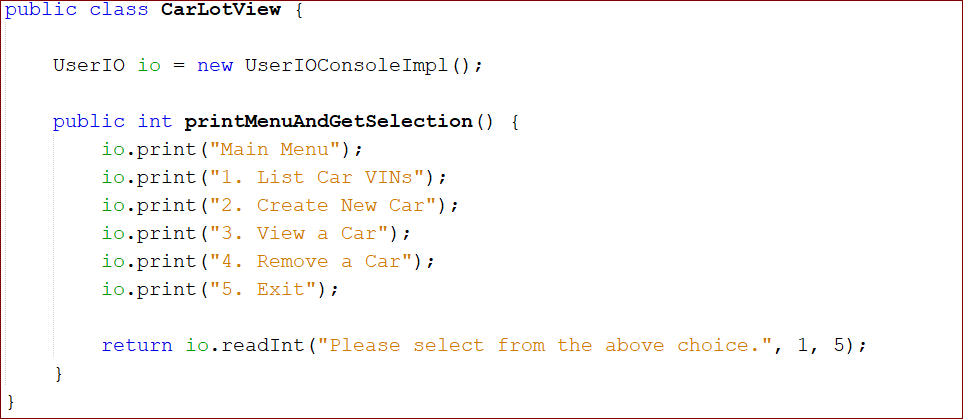 public class CarLotView {
UserIO io = new UserIOConsoleImpl();
public int printMenuAndGetSelection() {
io.print("Main Menu");
io.print("1. List Car VINs");
io.print("2. Create New Car");
io.print("3. View a Car");
io.print("4. Remove a Car");
io.print("5. Exit");
return io.readInt("Please select from the above choice.", 1, 5);
}
}